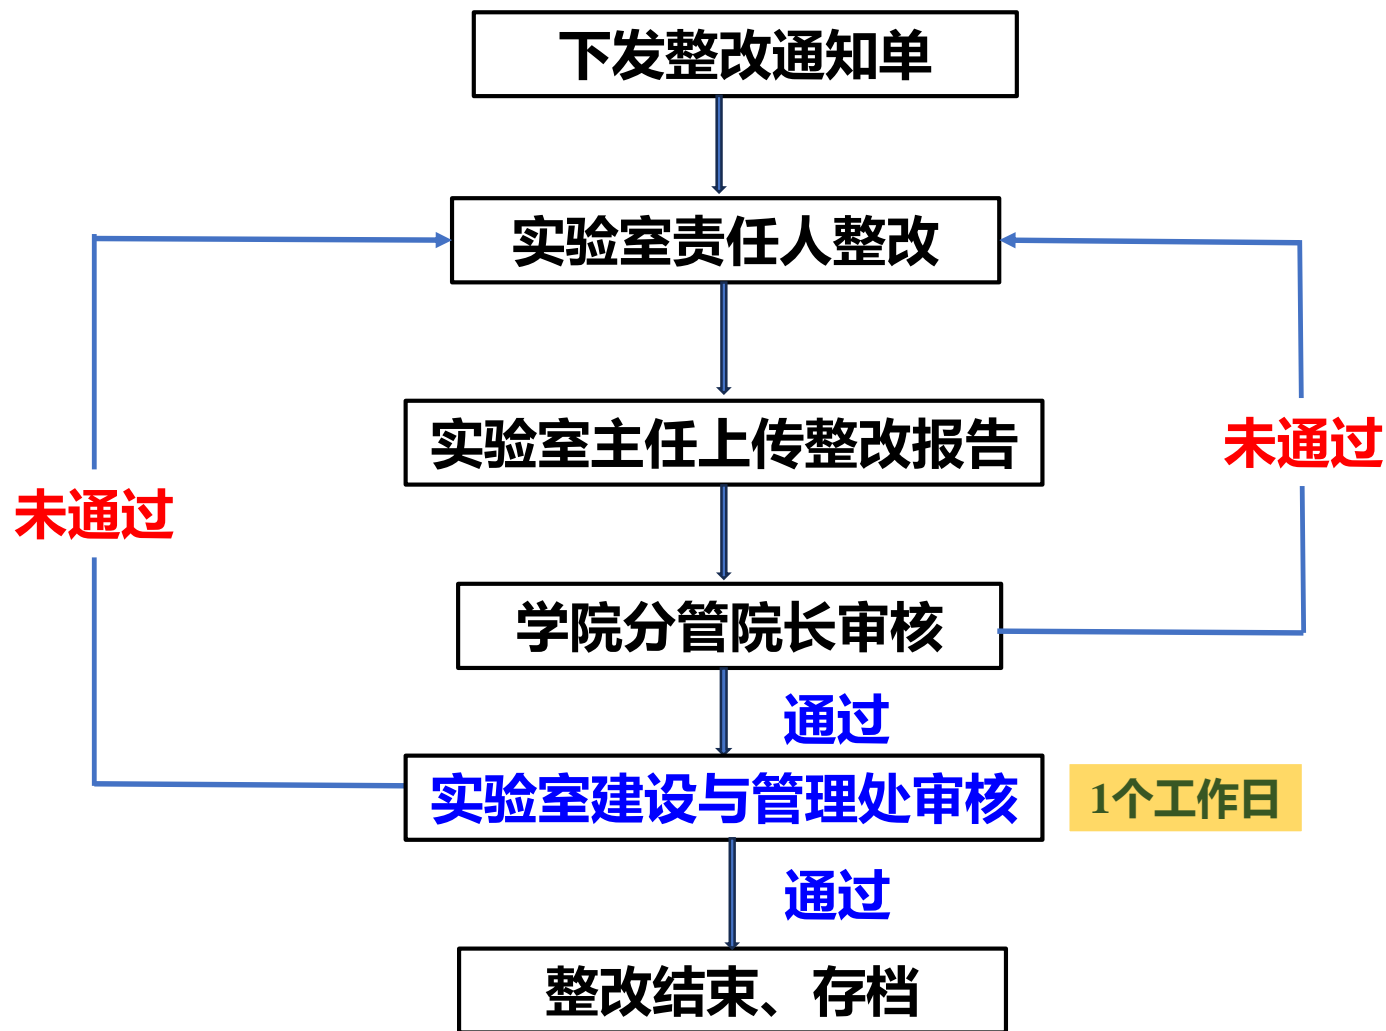 下发整改通知单
实验室责任人整改
实验室主任上传整改报告
未通过
未通过
学院分管院长审核
通过
实验室建设与管理处审核
1个工作日
通过
整改结束、存档